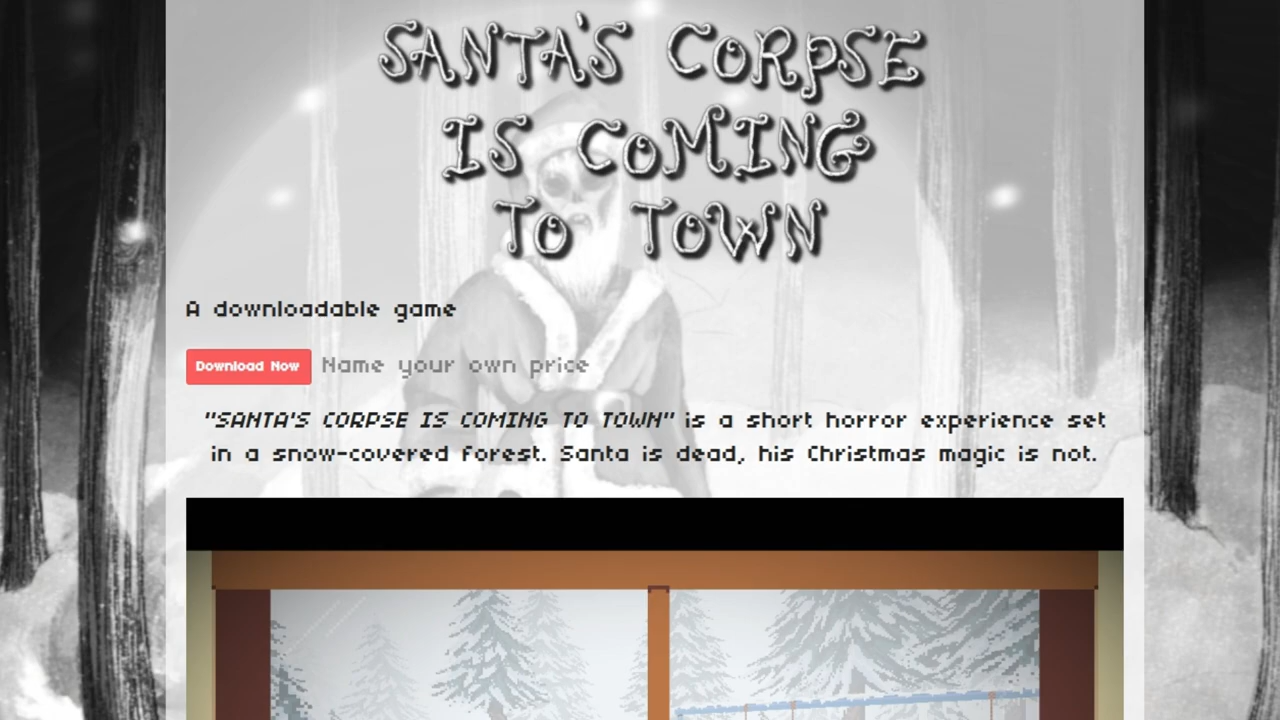 SANTA'S CORPSE
IS COMING
TO TOWN
A downloadable game
Download Now Name your own price
"SANTA'S CORPSE IS COMING TO TOWN" is a short horror experience set
in a snow-covered forest. Santa is dead, his Christmas magic is not.